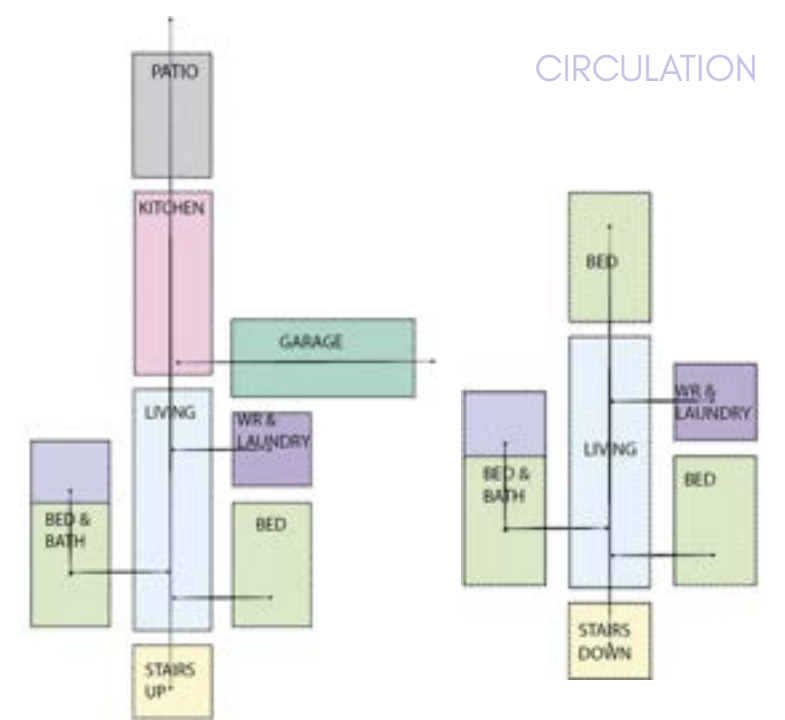 CIRCULATION
PATIO
KITCHEN
GARAGE
LIVING
WR &
LAUNDRY
BED &
BATH
BED
STAIRS
UP
BED
WR &
LAUNDRY
LIVING
BED &
BATH
BED
STAIRS
DOWN